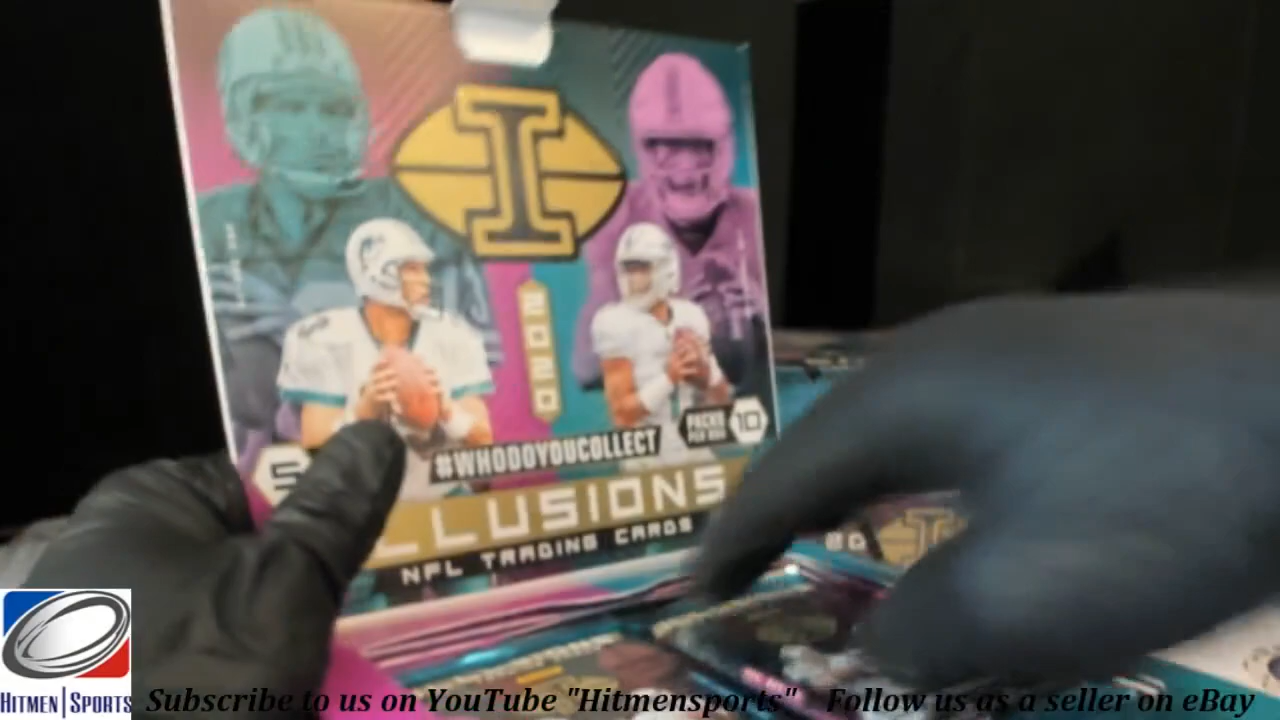 I
2020
PACKS
PER BOX
10
5
#WHODOYOUCOLLECT
LLUSIONS
NFL TRADING CARDS
HITMEN|SPORTS
Subscribe to us on YouTube "Hitmensports" Follow us as a seller on eBay